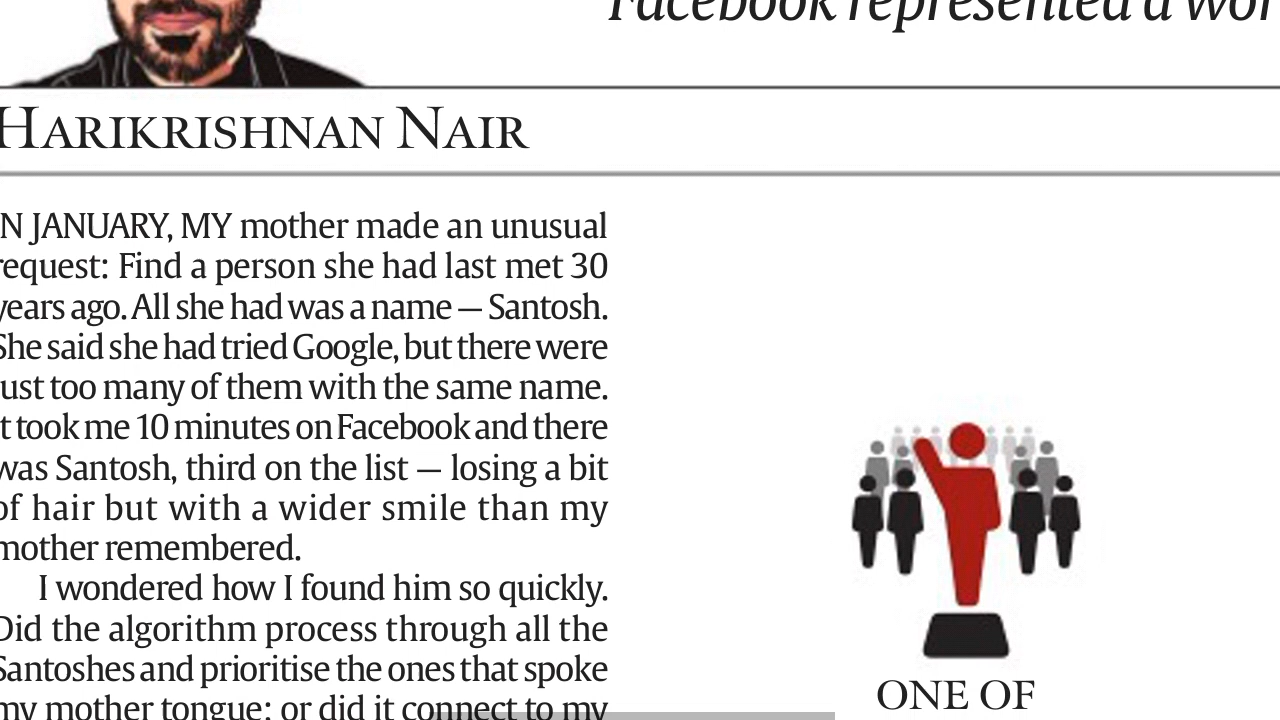 Facebook represented a wor
HARIKRISHNAN NAIR
N JANUARY, MY mother made an unusual
request: Find a person she had last met 30
years ago. All she had was a name — Santosh.
She said she had tried Google, but there were
ust too many of them with the same name.
t took me 10 minutes on Facebook and there
was Santosh, third on the list — losing a bit
of hair but with a wider smile than my
mother remembered.
I wondered how I found him so quickly.
Did the algorithm process through all the
Santoshes and prioritise the ones that spoke
my mother tongue; or did it connect to my
ONE OF